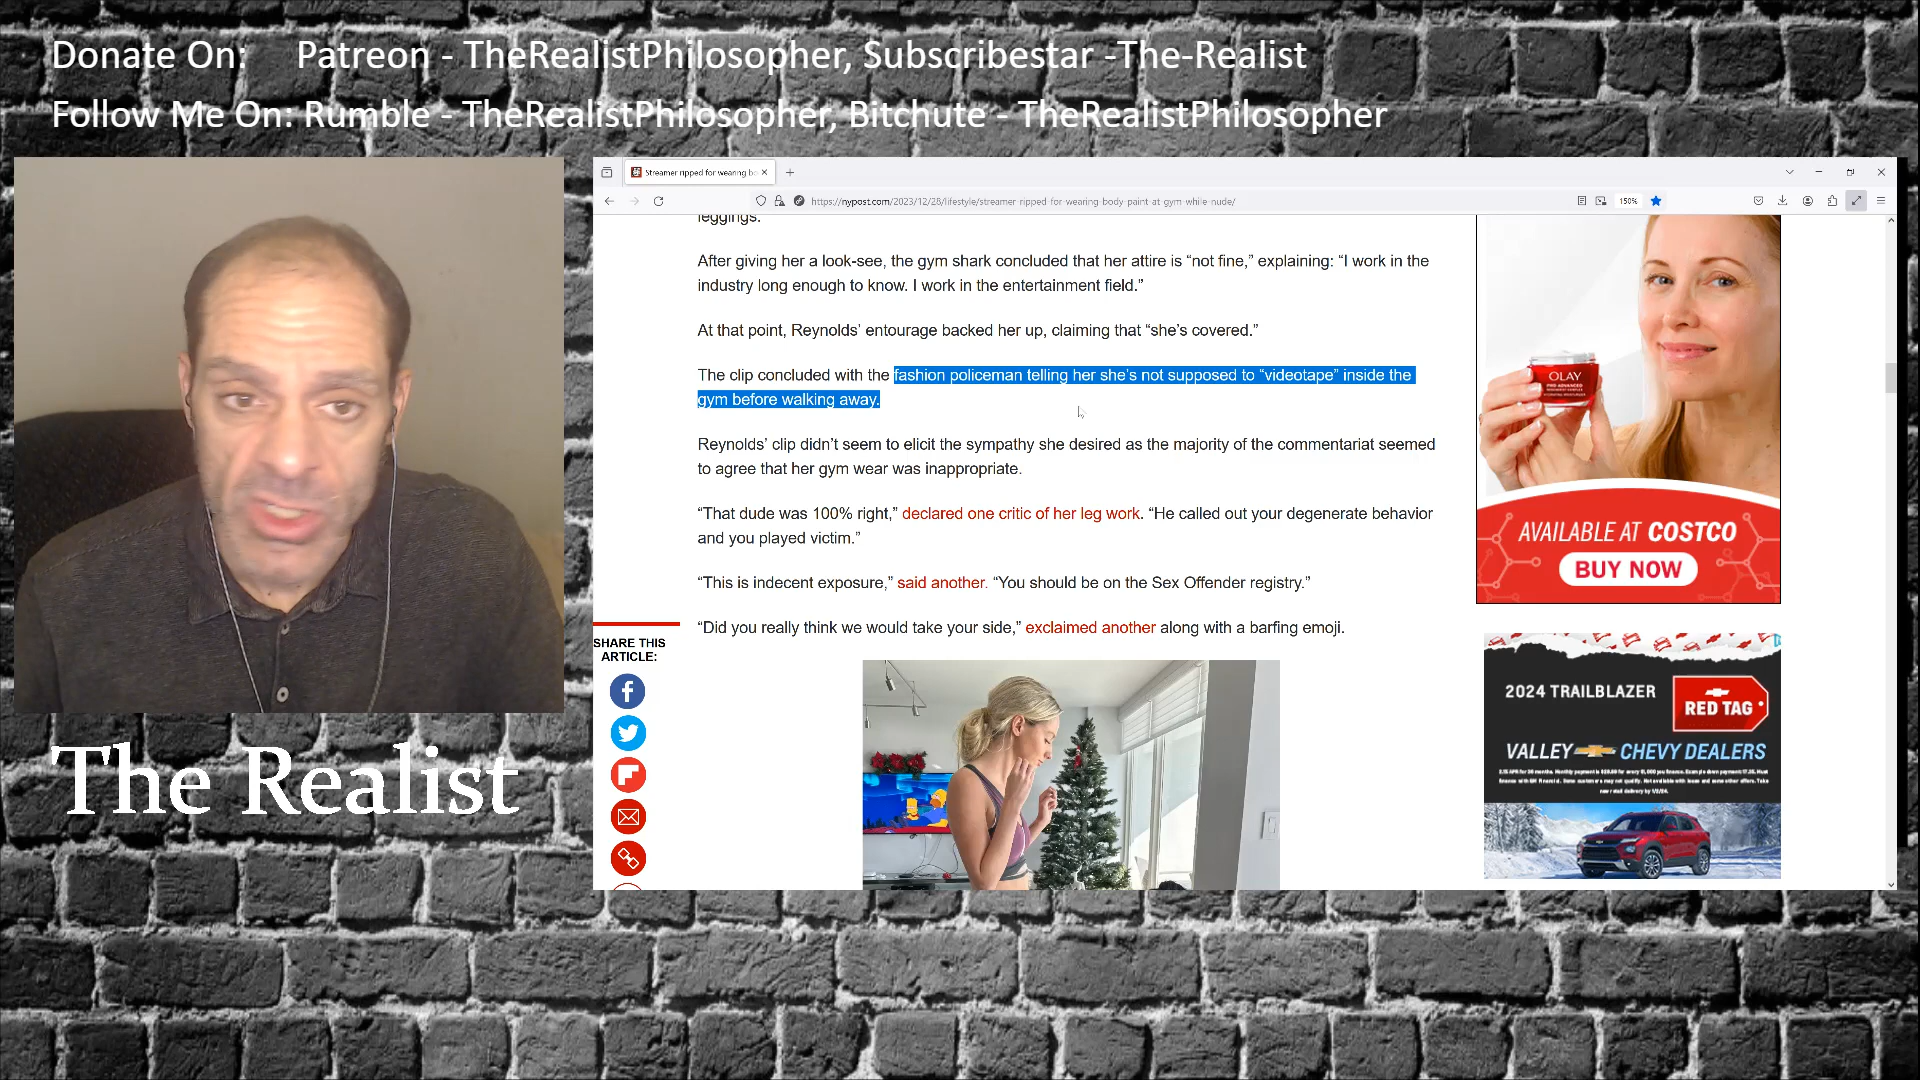 Donate On: Patreon - TheRealistPhilosopher, Subscribestar -The-Realist
Follow Me On: Rumble - TheRealistPhilosopher, Bitchute - TheRealistPhilosopher
Streamer ripped for wearing bo
https://nypost.com/2023/12/28/lifestyle/streamer-ripped-for-wearing-body-paint-at-gym-while-nude/
150%
leggings.
After giving her a look-see, the gym shark concluded that her attire is “not fine,” explaining: “I work in the
industry long enough to know. I work in the entertainment field.”
At that point, Reynolds’ entourage backed her up, claiming that “she’s covered.”
The clip concluded with the fashion policeman telling her she’s not supposed to “videotape” inside the
gym before walking away.
Reynolds’ clip didn’t seem to elicit the sympathy she desired as the majority of the commentariat seemed
to agree that her gym wear was inappropriate.
“That dude was 100% right,” declared one critic of her leg work. “He called out your degenerate behavior
and you played victim.”
“This is indecent exposure,” said another. “You should be on the Sex Offender registry.”
“Did you really think we would take your side,” exclaimed another along with a barfing emoji.
SHARE THIS
ARTICLE:
OLAY
AVAILABLE AT COSTCO
BUY NOW
2024 TRAILBLAZER
RED TAG
VALLEY CHEVY DEALERS
The Realist